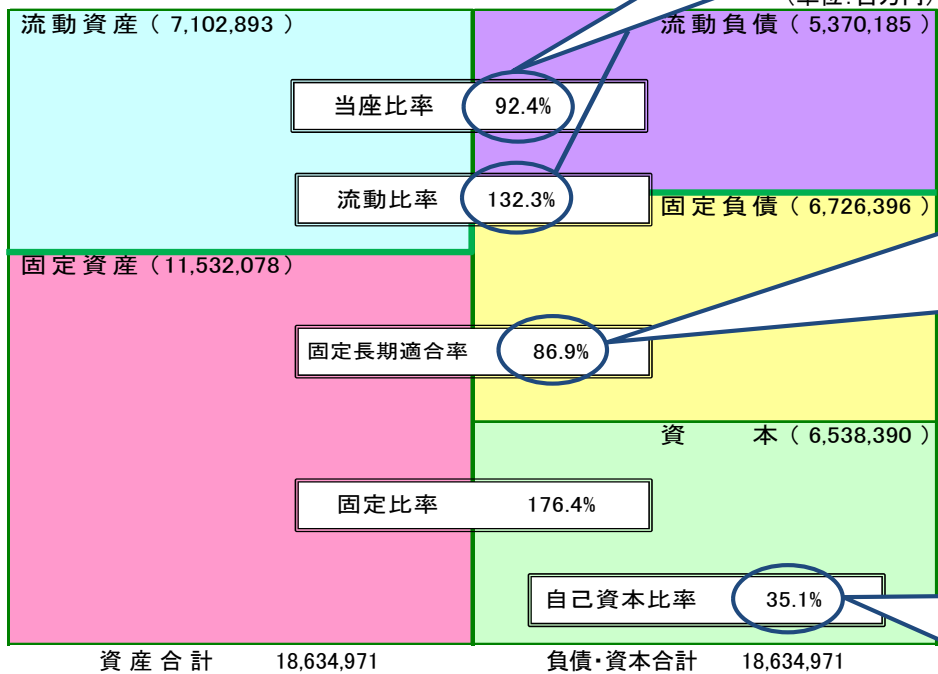 (単位:百万円)
流動資産(7,102,893)
流動負債(5,370,185)
当座比率 92.4%
流動比率 132.3%
固定負債(6,726,396)
固定資産(11,532,078)
固定長期適合率 86.9%
資 本(6,538,390)
固定比率 176.4%
自己資本比率 35.1%
資産合計 18,634,971
負債・資本合計 18,634,971